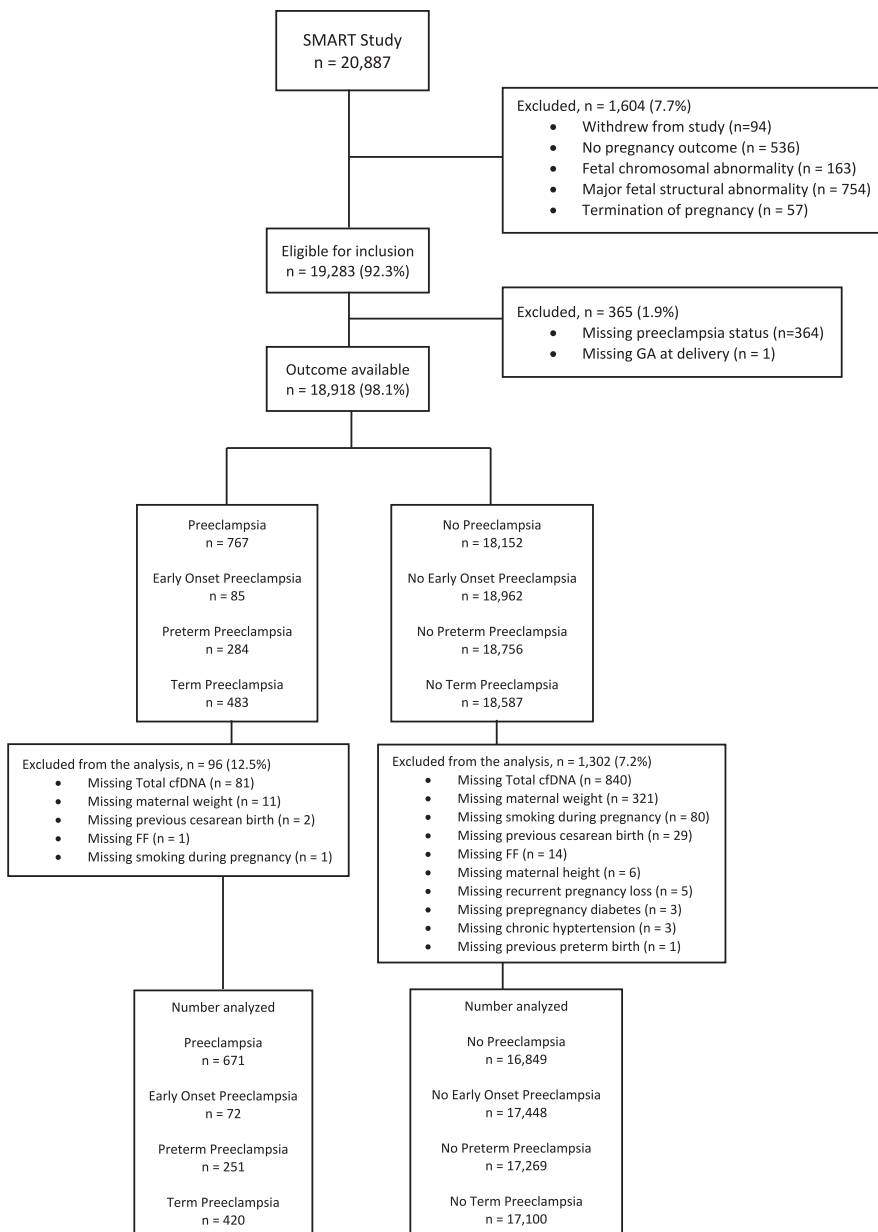 SMART Study
n = 20,887
Excluded, n = 1,604 (7.7%)
• Withdrew from study (n=94)
• No pregnancy outcome (n = 536)
• Fetal chromosomal abnormality (n = 163)
• Major fetal structural abnormality (n = 754)
• Termination of pregnancy (n = 57)
Eligible for inclusion
n = 19,283 (92.3%)
Excluded, n = 365 (1.9%)
• Missing preeclampsia status (n=364)
• Missing GA at delivery (n = 1)
Outcome available
n = 18,918 (98.1%)
Preeclampsia
n = 767
Early Onset Preeclampsia
n = 85
Preterm Preeclampsia
n = 284
Term Preeclampsia
n = 483
No Preeclampsia
n = 18,152
No Early Onset Preeclampsia
n = 18,962
No Preterm Preeclampsia
n = 18,756
No Term Preeclampsia
n = 18,587
Excluded from the analysis, n = 96 (12.5%)
• Missing Total cfDNA (n = 81)
• Missing maternal weight (n = 11)
• Missing previous cesarean birth (n = 2)
• Missing FF (n = 1)
• Missing smoking during pregnancy (n = 1)
Excluded from the analysis, n = 1,302 (7.2%)
• Missing Total cfDNA (n = 840)
• Missing maternal weight (n = 321)
• Missing smoking during pregnancy (n = 80)
• Missing previous cesarean birth (n = 29)
• Missing FF (n = 14)
• Missing maternal height (n = 6)
• Missing recurrent pregnancy loss (n = 5)
• Missing prepregnancy diabetes (n = 3)
• Missing chronic hyptertension (n = 3)
• Missing previous preterm birth (n = 1)
Number analyzed
Preeclampsia
n = 671
Early Onset Preeclampsia
n = 72
Preterm Preeclampsia
n = 251
Term Preeclampsia
n = 420
Number analyzed
No Preeclampsia
n = 16,849
No Early Onset Preeclampsia
n = 17,448
No Preterm Preeclampsia
n = 17,269
No Term Preeclampsia
n = 17,100